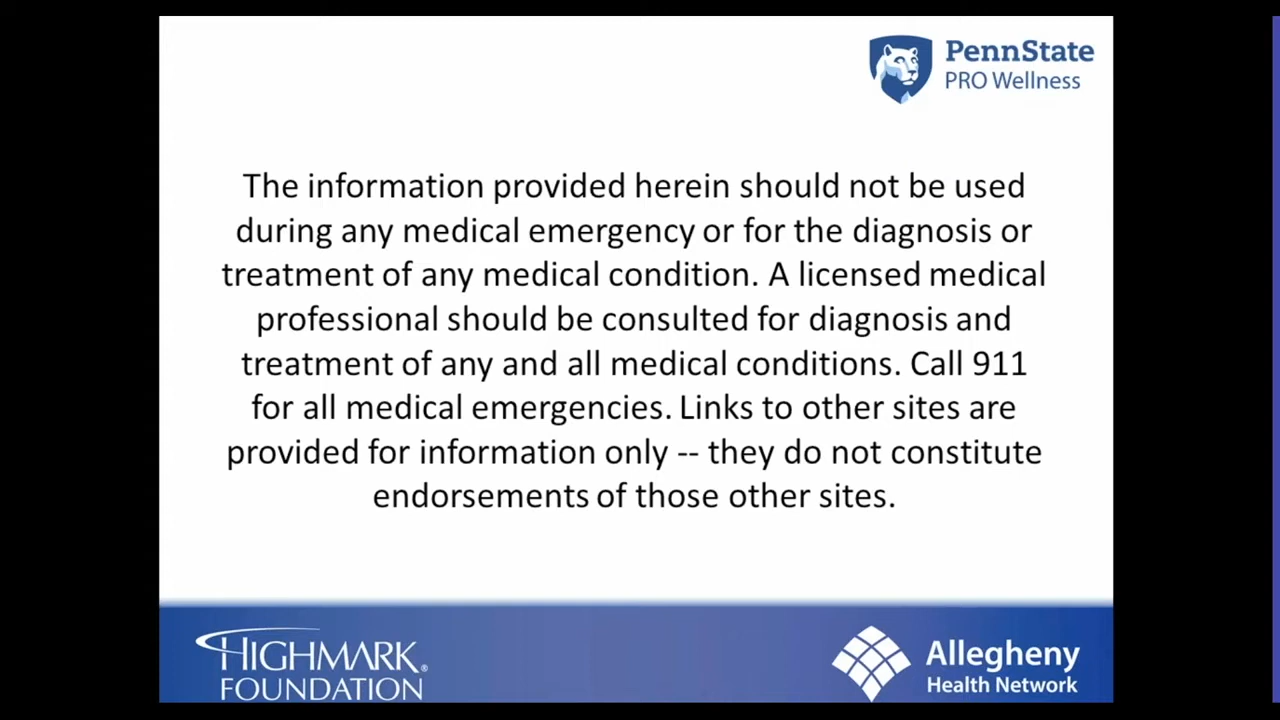 PennState
PRO Wellness
The information provided herein should not be used
during any medical emergency or for the diagnosis or
treatment of any medical condition. A licensed medical
professional should be consulted for diagnosis and
treatment of any and all medical conditions. Call 911
for all medical emergencies. Links to other sites are
provided for information only -- they do not constitute
endorsements of those other sites.
HIGHMARK®
FOUNDATION
Allegheny
Health Network